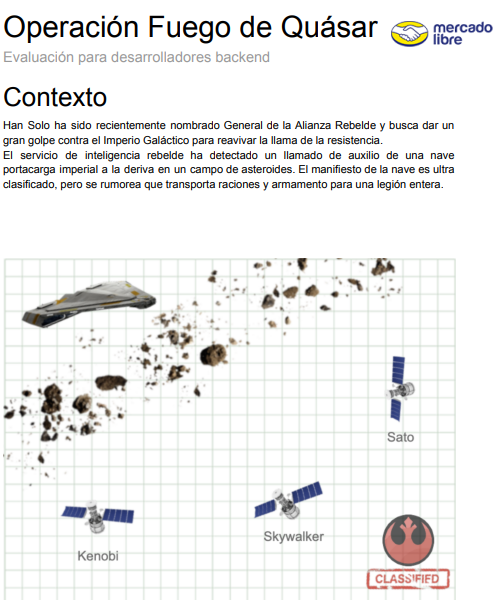 Operación Fuego de Quásar
mercado
libre
Evaluación para desarrolladores backend
Contexto
Han Solo ha sido recientemente nombrado General de la Alianza Rebelde y busca dar un
gran golpe contra el Imperio Galáctico para reavivar la llama de la resistencia.
El servicio de inteligencia rebelde ha detectado un llamado de auxilio de una nave
portacarga imperial a la deriva en un campo de asteroides. El manifiesto de la nave es ultra
clasificado, pero se rumorea que transporta raciones y armamento para una legión entera.
Sato
Skywalker
Kenobi
CLASSIFIED